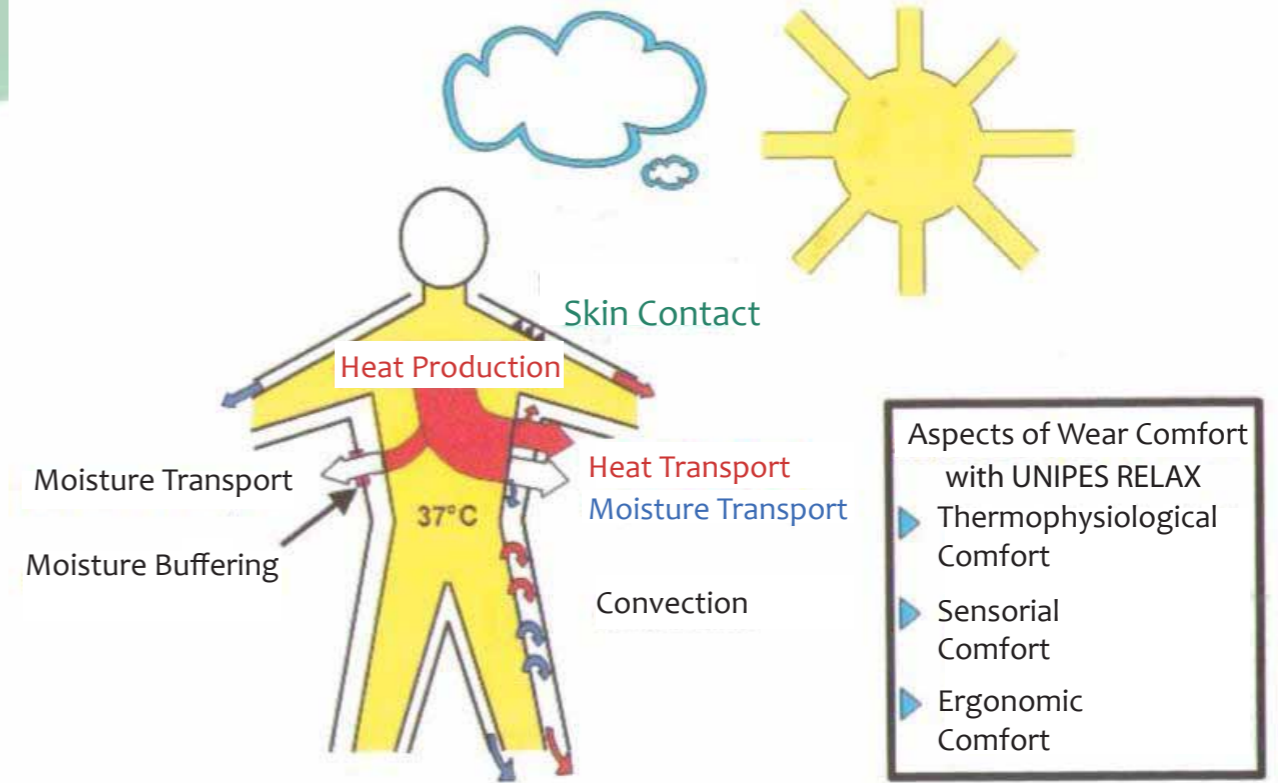 Skin Contact
Heat Production
Moisture Transport
Moisture Buffering
37°C
Heat Transport
Moisture Transport
Convection
Aspects of Wear Comfort
with UNIPES RELAX
Thermophysiological
Comfort
Sensorial
Comfort
Ergonomic
Comfort